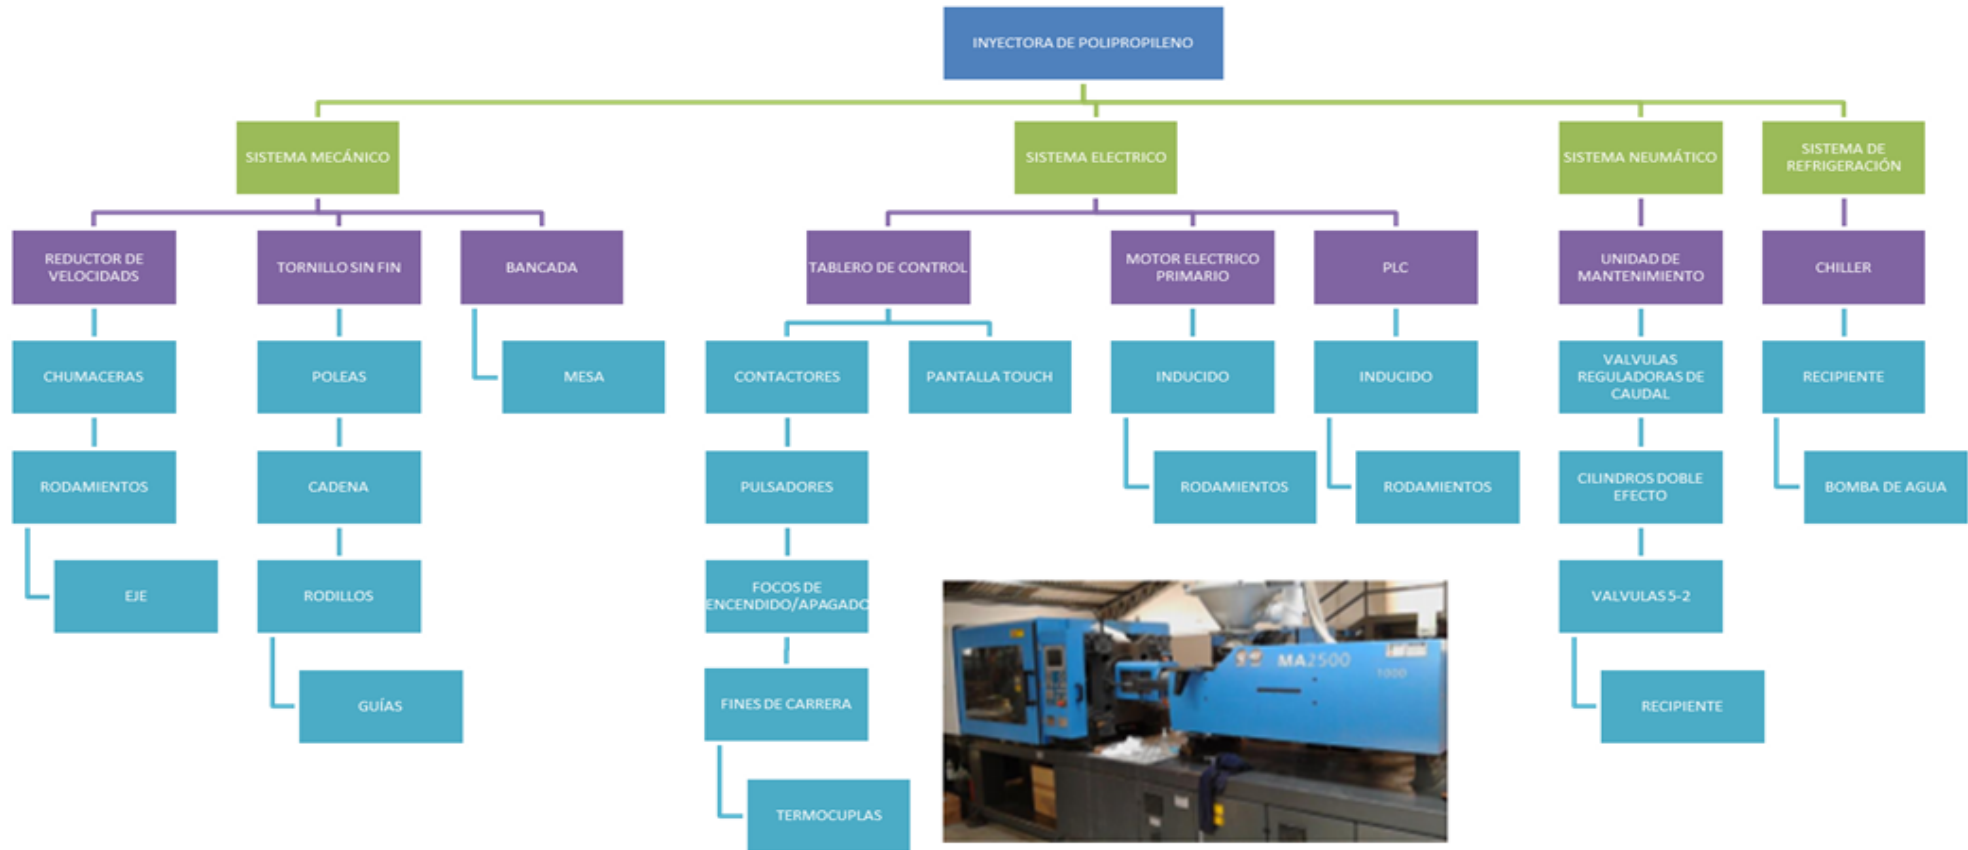 INYECTORA DE POLIPROPILENO
SISTEMA MECÁNICO
SISTEMA ELECTRICO
SISTEMA NEUMÁTICO
SISTEMA DE
REFRIGERACIÓN
REDUCTOR DE
VELOCIDADS
TORNILLO SIN FIN
BANCADA
TABLERO DE CONTROL
MOTOR ELECTRICO
PRIMARIO
PLC
UNIDAD DE
MANTENIMIENTO
CHILLER
CHUMACERAS
POLEAS
MESA
CONTACTORES
PANTALLA TOUCH
INDUCIDO
INDUCIDO
VALVULAS
REGULADORAS DE
CAUDAL
RECIPIENTE
RODAMIENTOS
CADENA
PULSADORES
RODAMIENTOS
RODAMIENTOS
CILINDROS DOBLE
EFECTO
BOMBA DE AGUA
EJE
RODILLOS
FOCOS DE
ENCENDIDO/APAGADO
VALVULAS 5-2
GUÍAS
FINES DE CARRERA
RECIPIENTE
TERMOCUPLAS
MA2500
1000